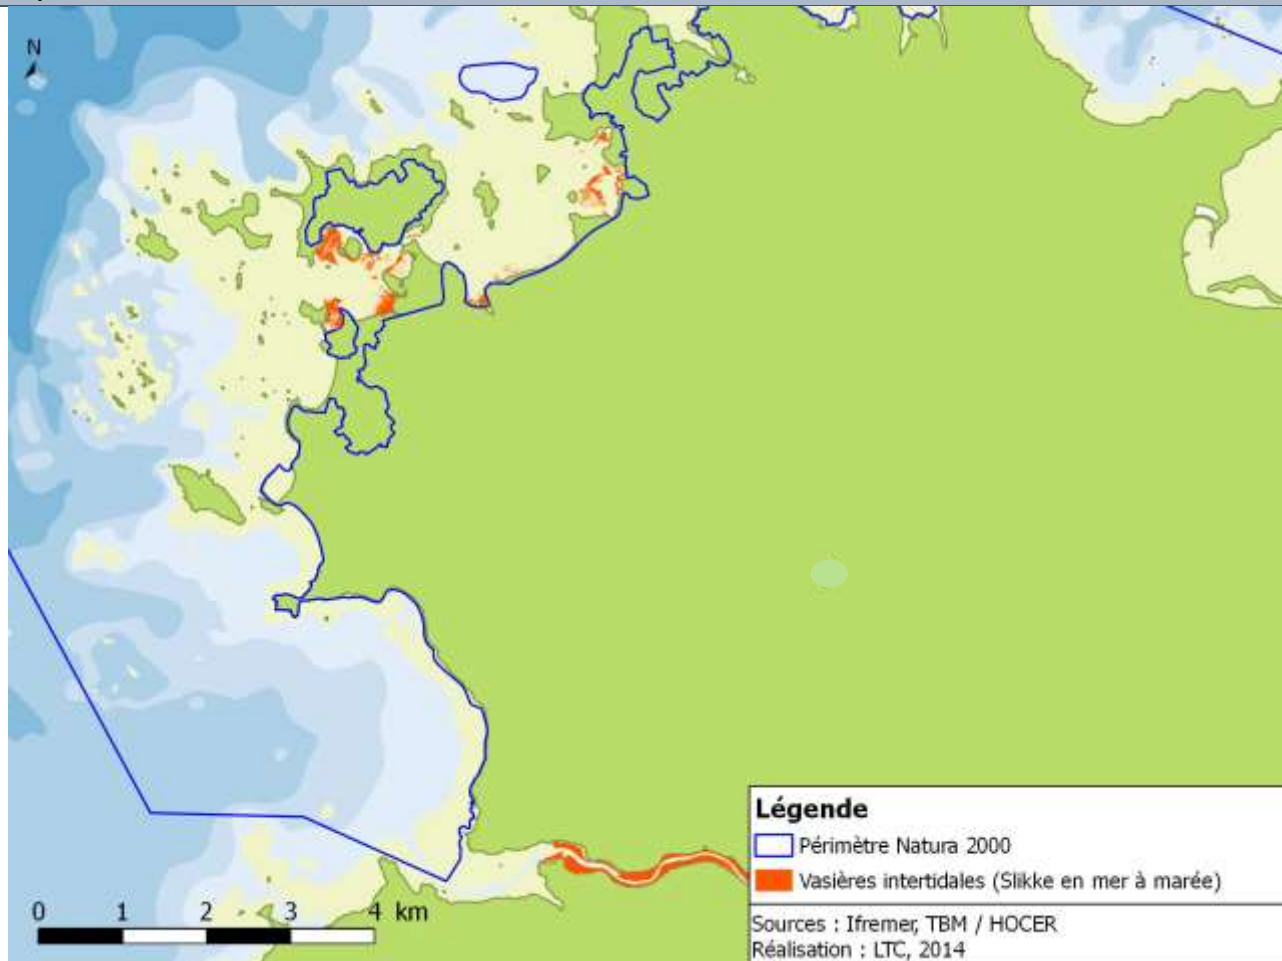 N
Légende
Périmètre Natura 2000
Vasières intertidales (Slikke en mer à marée)
Sources : Ifremer, TBM / HOCER
Réalisation : LTC, 2014
0 1 2 3 4 km